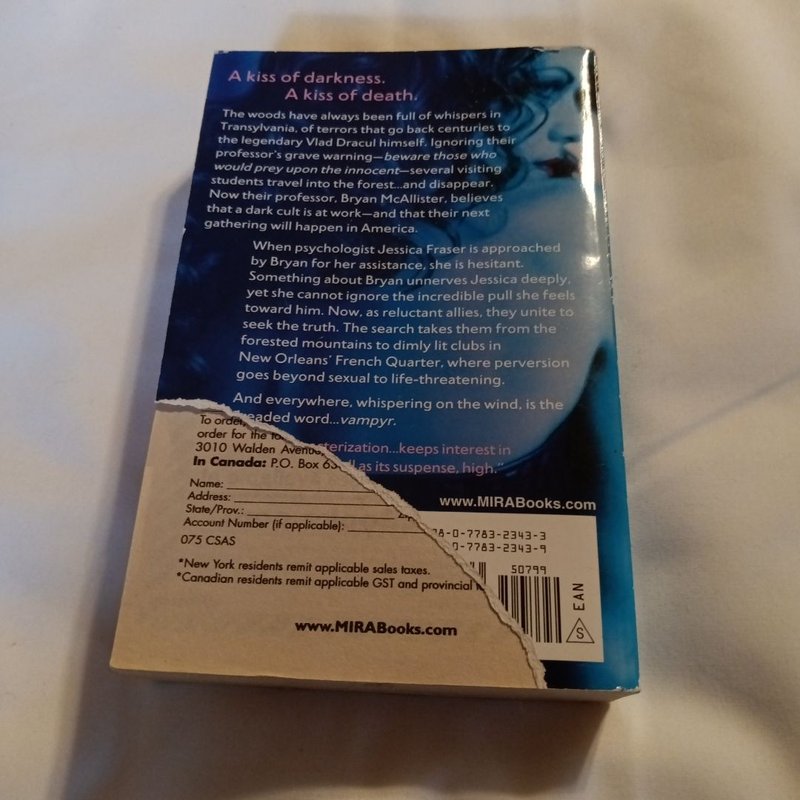 A kiss of darkness.
A kiss of death.
The woods have always been full of whispers in
Transylvania, of terrors that go back centuries to
the legendary Vlad Dracul himself. Ignoring their
professor's grave warning—beware those who
would prey upon the innocent—several visiting
students travel into the forest...and disappear.
Now their professor, Bryan McAllister, believes
that a dark cult is at work—and that their next
gathering will happen in America.
When psychologist Jessica Fraser is approached
by Bryan for her assistance, she is hesitant.
Something about Bryan unnerves Jessica deeply,
yet she cannot ignore the incredible pull she feels
toward him. Now, as reluctant allies, they unite to
seek the truth. The search takes them from the
forested mountains to dimly lit clubs in
New Orleans' French Quarter, where perversion
goes beyond sexual to life-threatening.
And everywhere, whispering on the wind, is the
eaded word...vampyr.
terization...keeps interest in
as its suspense, high."
www.MIRABooks.com
8-0-7783-2343-3
-0-7783-2343-9
50799
EAN
S
To order,
order for the
3010 Walden Avenue
In Canada: P.O. Box 6
Name:
Address:
State/Prov.:
Account Number (if applicable):
075 CSAS
*New York residents remit applicable sales taxes.
*Canadian residents remit applicable GST and provincial
www.MIRABooks.com